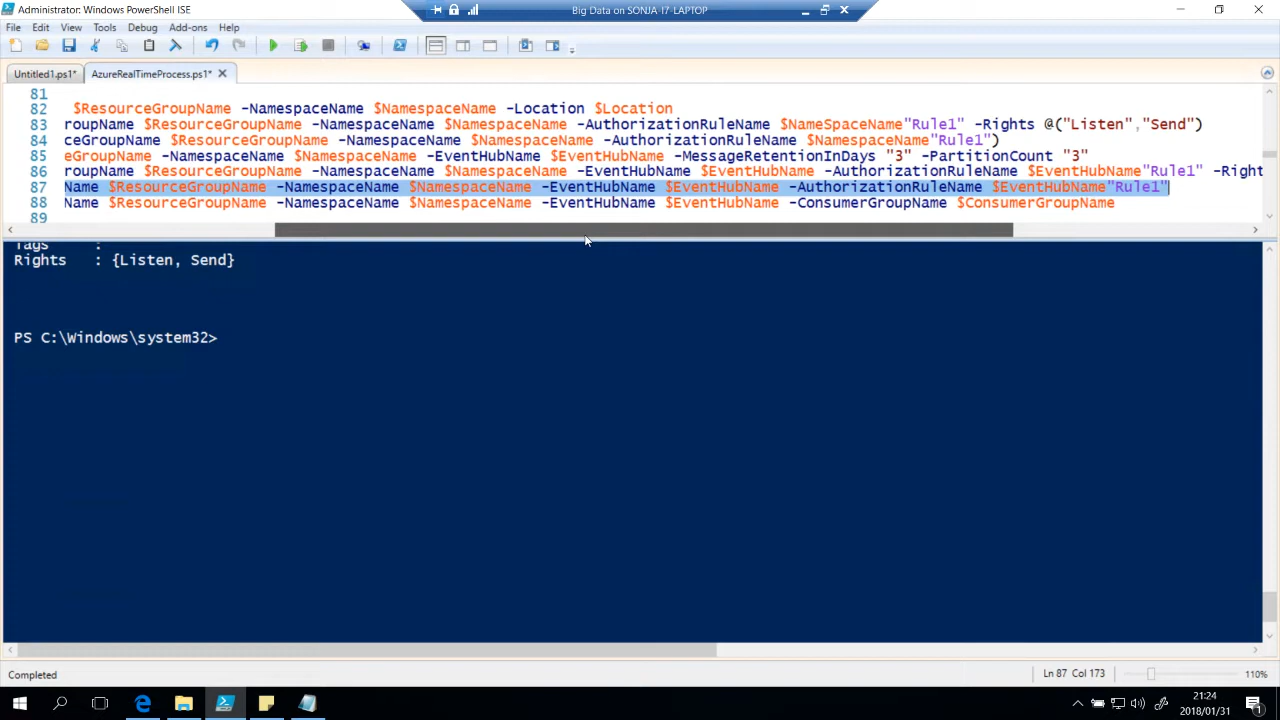 Administrator: Windows PowerShell ISE
Big Data on SONJA-I7-LAPTOP
File Edit View Tools Debug Add-ons Help
Untitled1.ps1* AzureRealTimeProcess.ps1*
81
82 $ResourceGroupName -NamespaceName $NamespaceName -Location $Location
83 roupName $ResourceGroupName -NamespaceName $NamespaceName -AuthorizationRuleName $NameSpaceName"Rule1" -Rights @("Listen","Send")
84 ceGroupName $ResourceGroupName -NamespaceName $NamespaceName -AuthorizationRuleName $NamespaceName"Rule1")
85 eGroupName -NamespaceName $NamespaceName -EventHubName $EventHubName -MessageRetentionInDays "3" -PartitionCount "3"
86 roupName $ResourceGroupName -NamespaceName $NamespaceName -EventHubName $EventHubName -AuthorizationRuleName $EventHubName"Rule1" -Right
87 Name $ResourceGroupName -NamespaceName $NamespaceName -EventHubName $EventHubName -AuthorizationRuleName $EventHubName"Rule1"
88 Name $ResourceGroupName -NamespaceName $NamespaceName -EventHubName $EventHubName -ConsumerGroupName $ConsumerGroupName
89
Tags :
Rights : {Listen, Send}
PS C:\Windows\system32>
Completed
Ln 87 Col 173
110%
21:24
2018/01/31
1